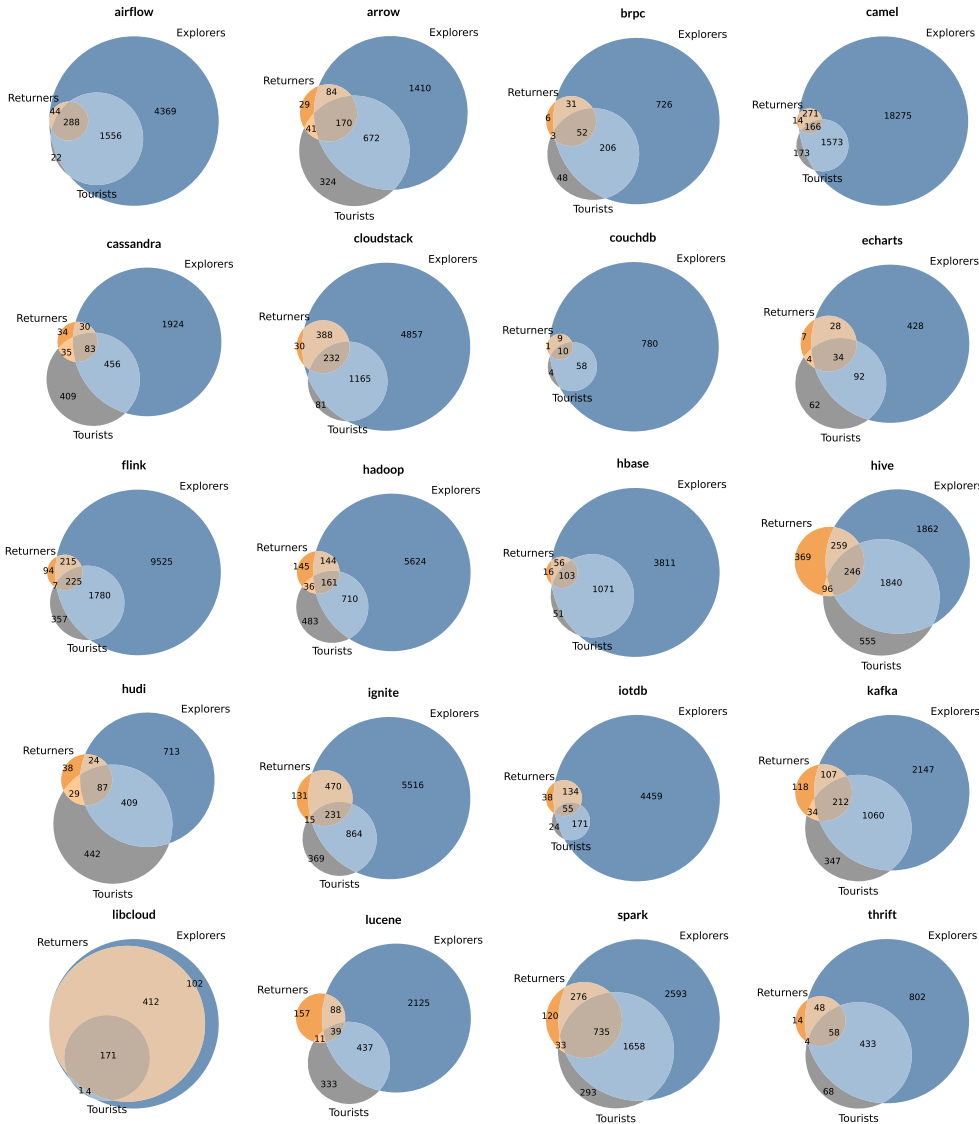 airflow
Explorers
Returners
44
4369
288
1556
22
Tourists
arrow
Explorers
Returners
84
1410
29
170
41
672
324
Tourists
brpc
Explorers
Returners
31
726
6
52
3
206
48
Tourists
camel
Explorers
Returners
271
18275
14
166
1573
173
Tourists
cassandra
Explorers
Returners
34
30
1924
35
83
456
409
Tourists
cloudstack
Explorers
Returners
388
4857
30
232
1165
81
Tourists
couchdb
Explorers
Returners
9
780
1
10
58
4
Tourists
echarts
Explorers
Returners
28
428
7
34
4
92
62
Tourists
flink
Explorers
Returners
215
9525
94
225
7
1780
357
Tourists
hadoop
Explorers
Returners
144
5624
145
161
36
710
483
Tourists
hbase
Explorers
Returners
56
3811
16
103
1071
51
Tourists
hive
Explorers
Returners
1862
259
369
246
96
1840
555
Tourists
hudi
Explorers
Returners
24
713
38
87
29
409
442
Tourists
ignite
Explorers
Returners
470
5516
131
231
15
864
369
Tourists
iotdb
Explorers
Returners
134
4459
38
55
24
171
Tourists
kafka
Explorers
Returners
107
2147
118
212
34
1060
347
Tourists
libcloud
Explorers
Returners
102
412
171
1 4
Tourists
lucene
Explorers
Returners
157
88
2125
39
11
437
333
Tourists
spark
Explorers
Returners
276
2593
120
735
33
1658
293
Tourists
thrift
Explorers
Returners
48
802
14
58
4
433
68
Tourists